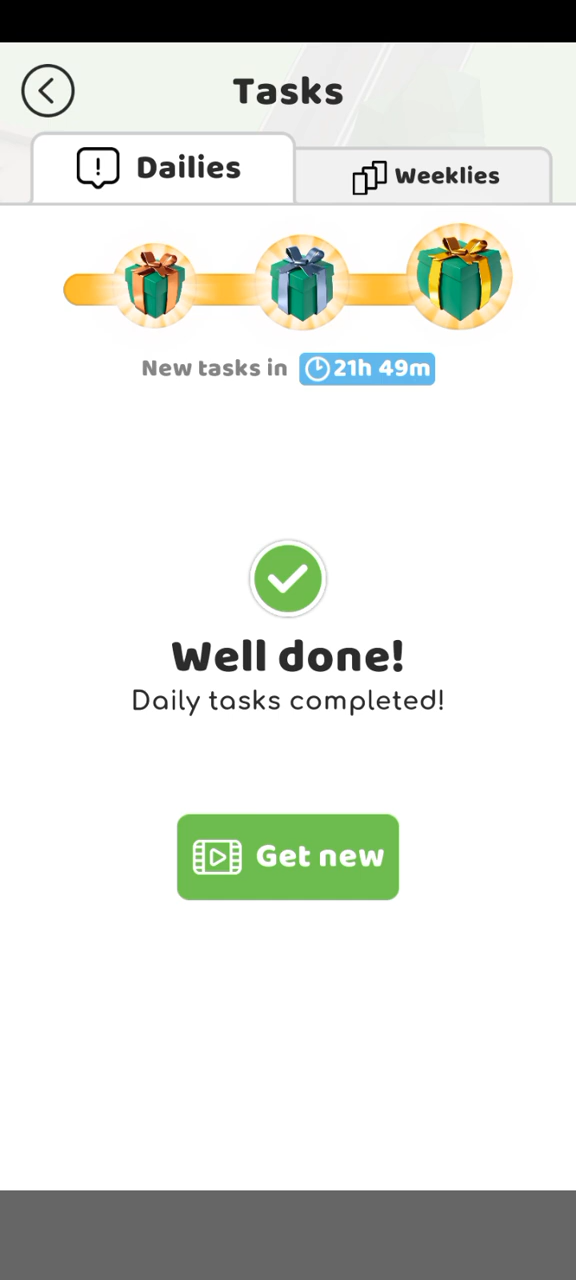 Tasks
Dailies
Weeklies
New tasks in 21h 49m
Well done!
Daily tasks completed!
Get new